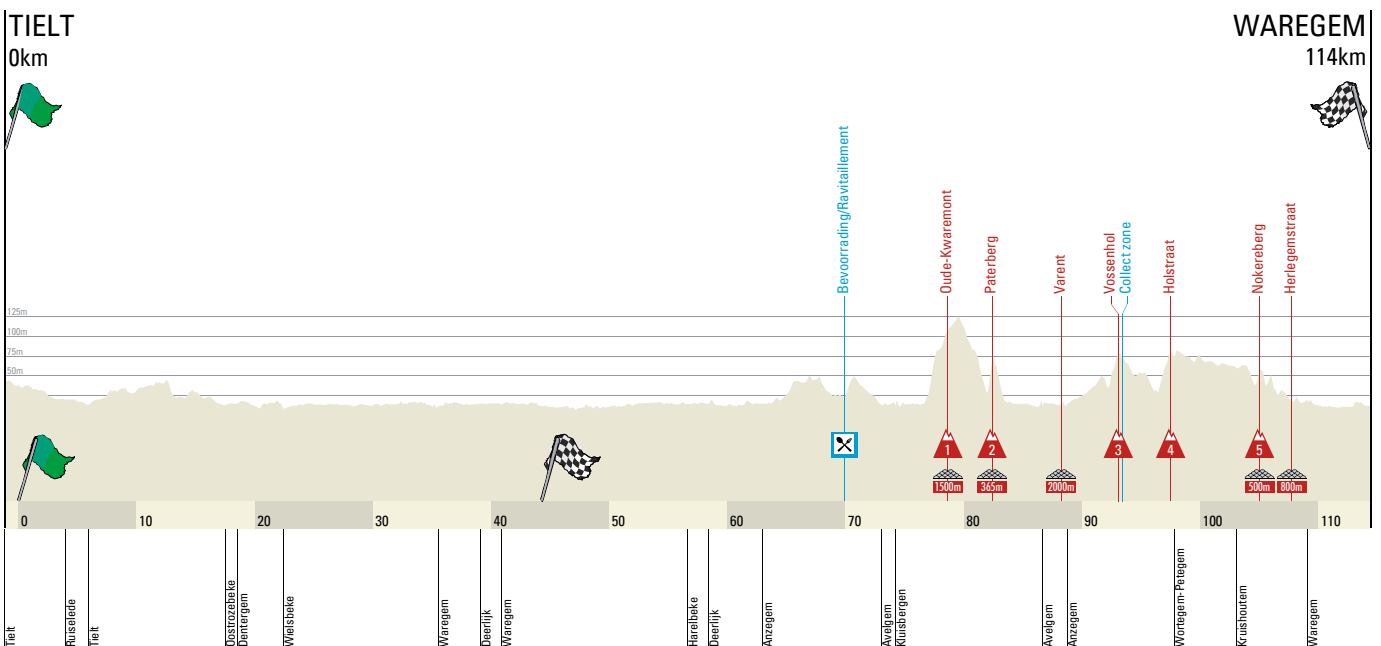 TIELT
0km
WAREGEM
114km
Bevoorrading/Ravitaillement
Oude-Kwaremont
Paterberg
Varent
Vossenhol
Collect zone
Holstraat
Nokereberg
Herlegemstraat
125m
100m
75m
50m
1
2
3
4
5
1500m
365m
2000m
500m
800m
0
10
20
30
40
50
60
70
80
90
100
110
Tielt
Ruiselede
Tielt
Oostrozebeke
Dentergem
Wielsbeke
Waregem
Deerlijk
Waregem
Harelbeke
Deerlijk
Anzegem
Avelgem
Kluisbergen
Avelgem
Anzegem
Wortegem-Petegem
Kruishoutem
Waregem